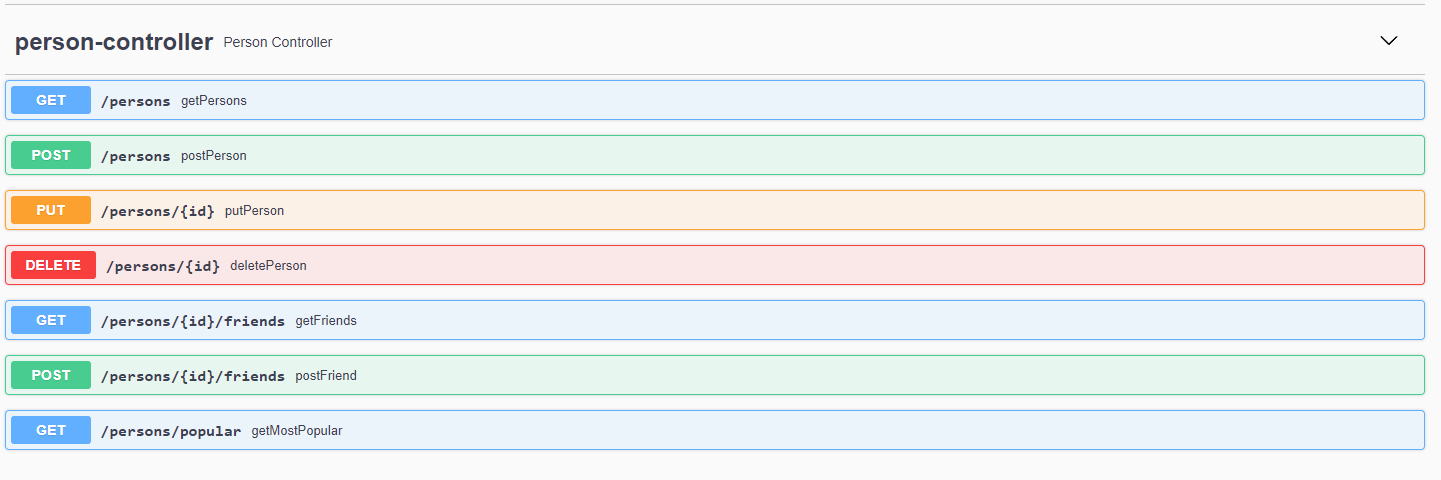 person-controller Person Controller
GET /persons getPersons
POST /persons postPerson
PUT /persons/{id} putPerson
DELETE /persons/{id} deletePerson
GET /persons/{id}/friends getFriends
POST /persons/{id}/friends postFriend
GET /persons/popular getMostPopular